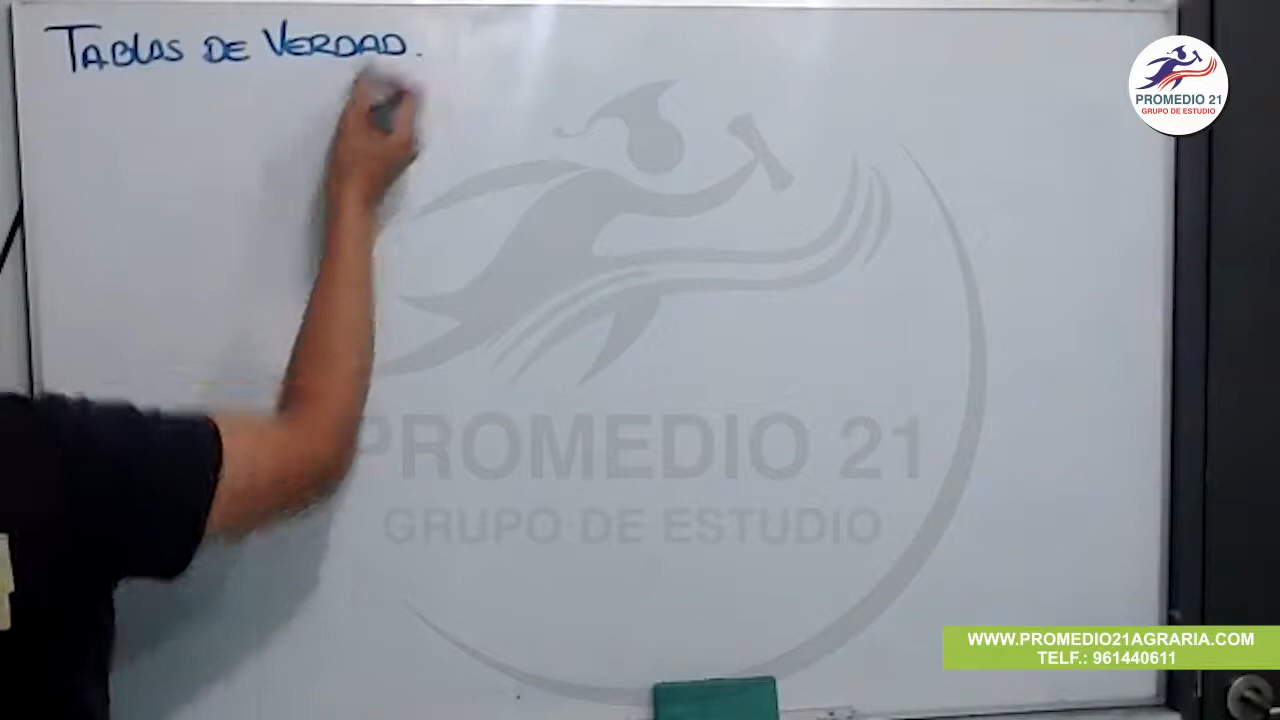 TABLAS DE VERDAD.
PROMEDIO 21
GRUPO DE ESTUDIO
PROMEDIO 21
GRUPO DE ESTUDIO
WWW.PROMEDIO21AGRARIA.COM
TELF.: 961440611